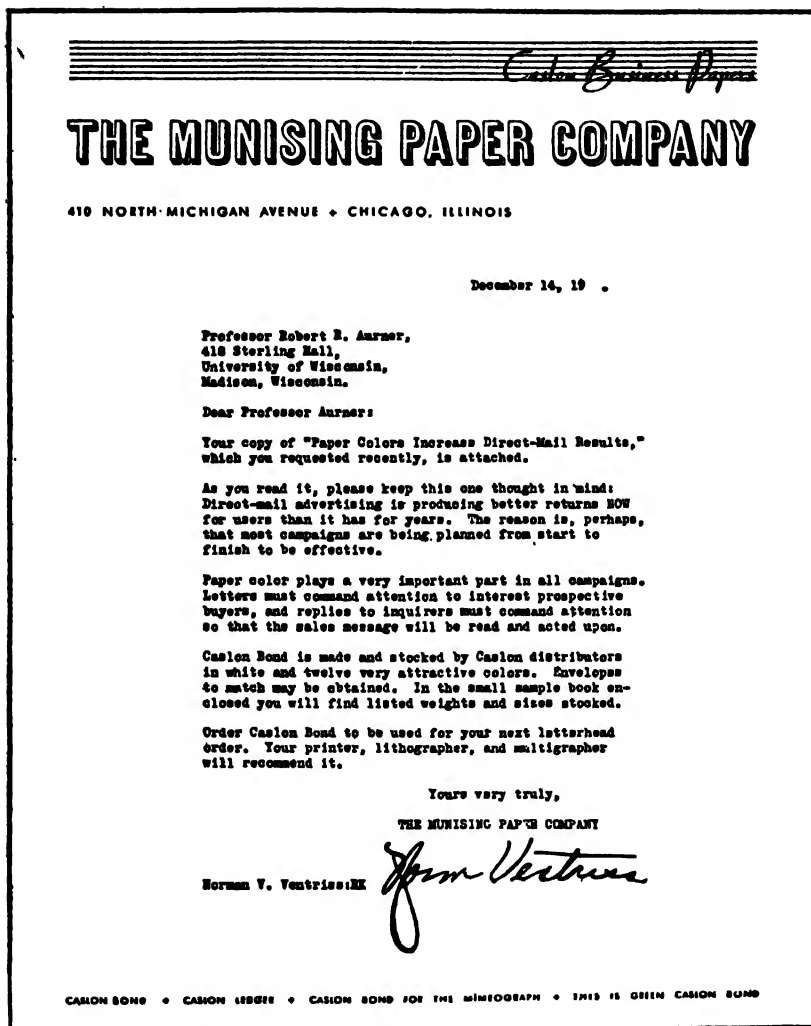 Caslon Business Papers
THE MUNISING PAPER COMPANY
410 NORTH MICHIGAN AVENUE + CHICAGO, ILLINOIS
December 14, 19 .
Professor Robert R. Aurner,
418 Sterling Hall,
University of Wisconsin,
Madison, Wisconsin.
Dear Professor Aurner:
Your copy of "Paper Colors Increase Direct-Mail Results,"
which you requested recently, is attached.
As you read it, please keep this one thought in mind:
Direct-mail advertising is producing better returns NOW
for users than it has for years. The reason is, perhaps,
that most campaigns are being planned from start to
finish to be effective.
Paper color plays a very important part in all campaigns.
Letters must command attention to interest prospective
buyers, and replies to inquirers must command attention
so that the sales message will be read and acted upon.
Caslon Bond is made and stocked by Caslon distributors
in white and twelve very attractive colors. Envelopes
to match may be obtained. In the small sample book en-
closed you will find listed weights and sizes stocked.
Order Caslon Bond to be used for your next letterhead
order. Your printer, lithographer, and multigrapher
will recommend it.
Yours very truly,
THE MUNISING PAPER COMPANY
Norm Ventriss
Norman V. Ventriss:RK
CASLON BOND + CASLON LEDGER + CASLON BOND FOR THE MIMEOGRAPH + THIS IS GREEN CASLON BOND